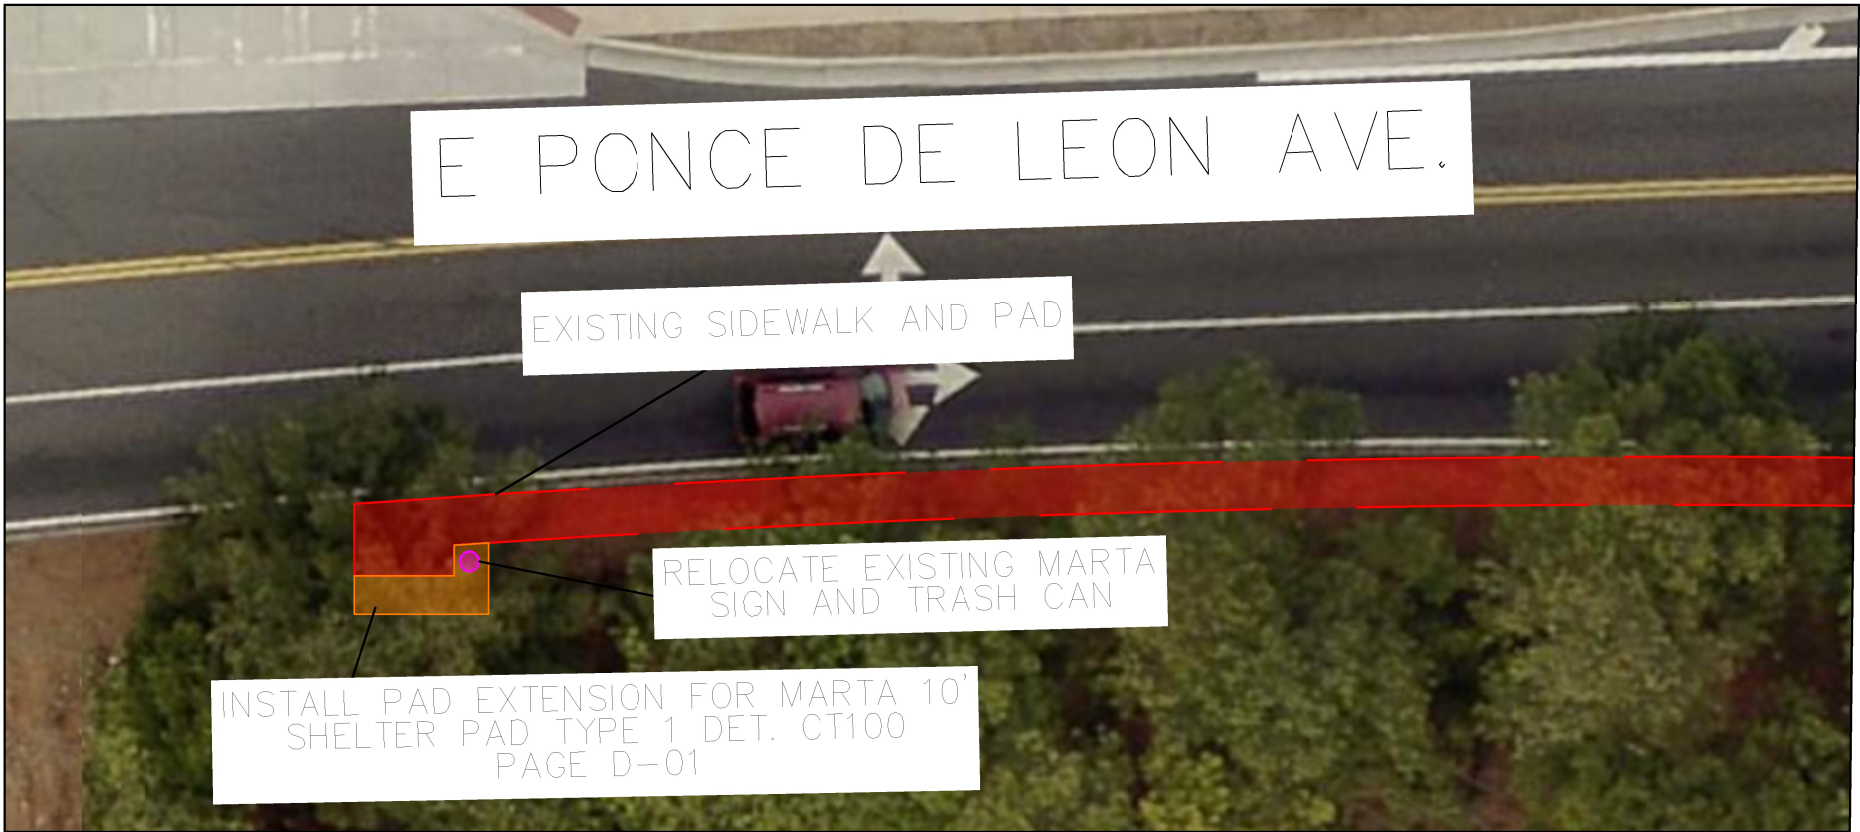 E PONCE DE LEON AVE.
EXISTING SIDEWALK AND PAD
RELOCATE EXISTING MARTA
SIGN AND TRASH CAN
INSTALL PAD EXTENSION FOR MARTA 10'
SHELTER PAD TYPE 1 DET. CT100
PAGE D-01